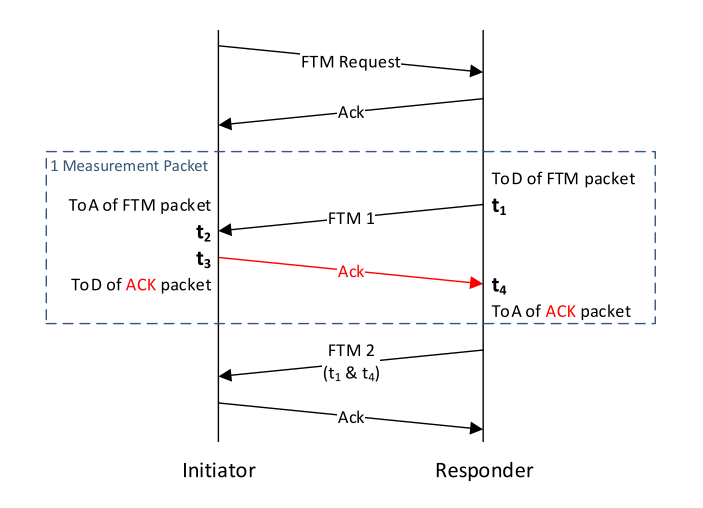 FTM Request
Ack
1 Measurement Packet
ToD of FTM packet
ToA of FTM packet
t₁
FTM 1
t₂
t₃
Ack
ToD of ACK packet
t₄
ToA of ACK packet
FTM 2
(t₁ & t₄)
Ack
Initiator
Responder